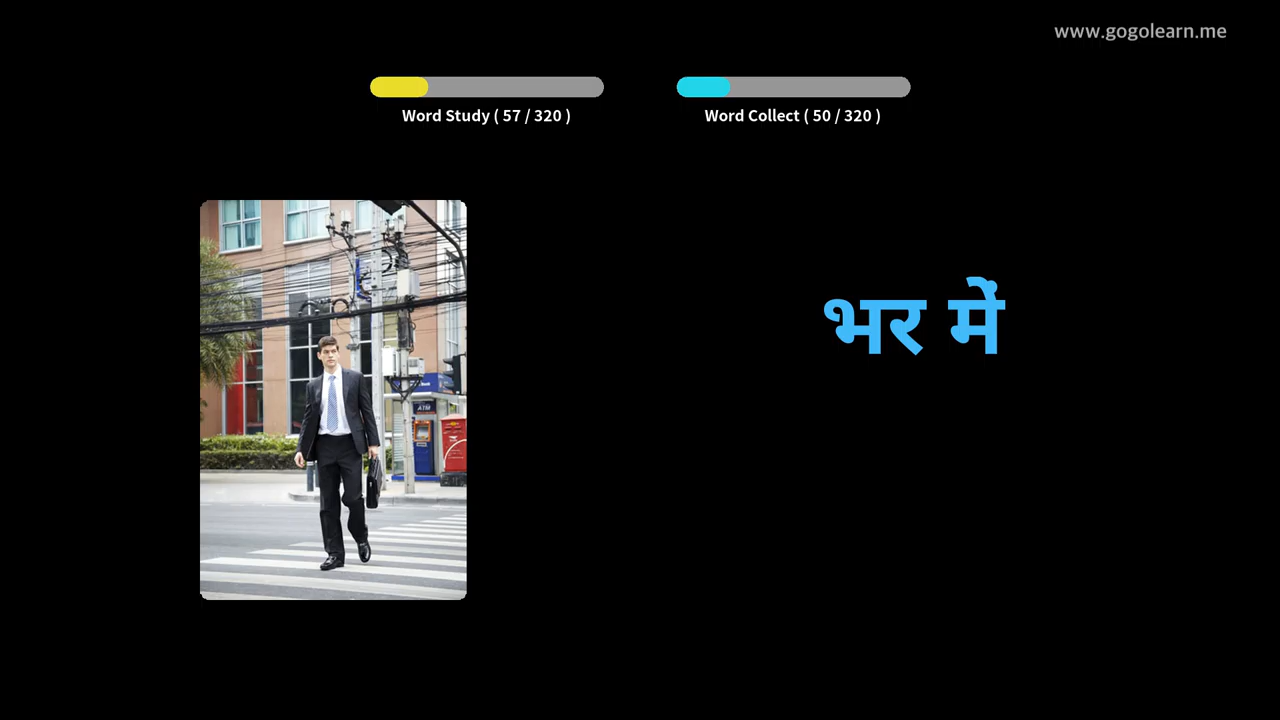 www.gogolearn.me
Word Study ( 57 / 320 )
Word Collect ( 50 / 320 )
भर में
ATM